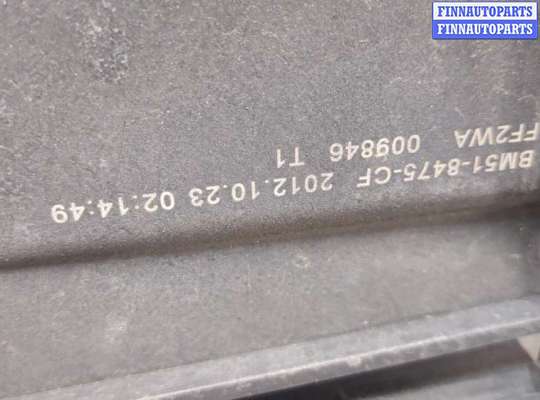 FINNAUTOPARTS
FINNAUTOPARTS
BM51-8475-CF 2012.10.23 02:14:49
FF2WA 009846 T1